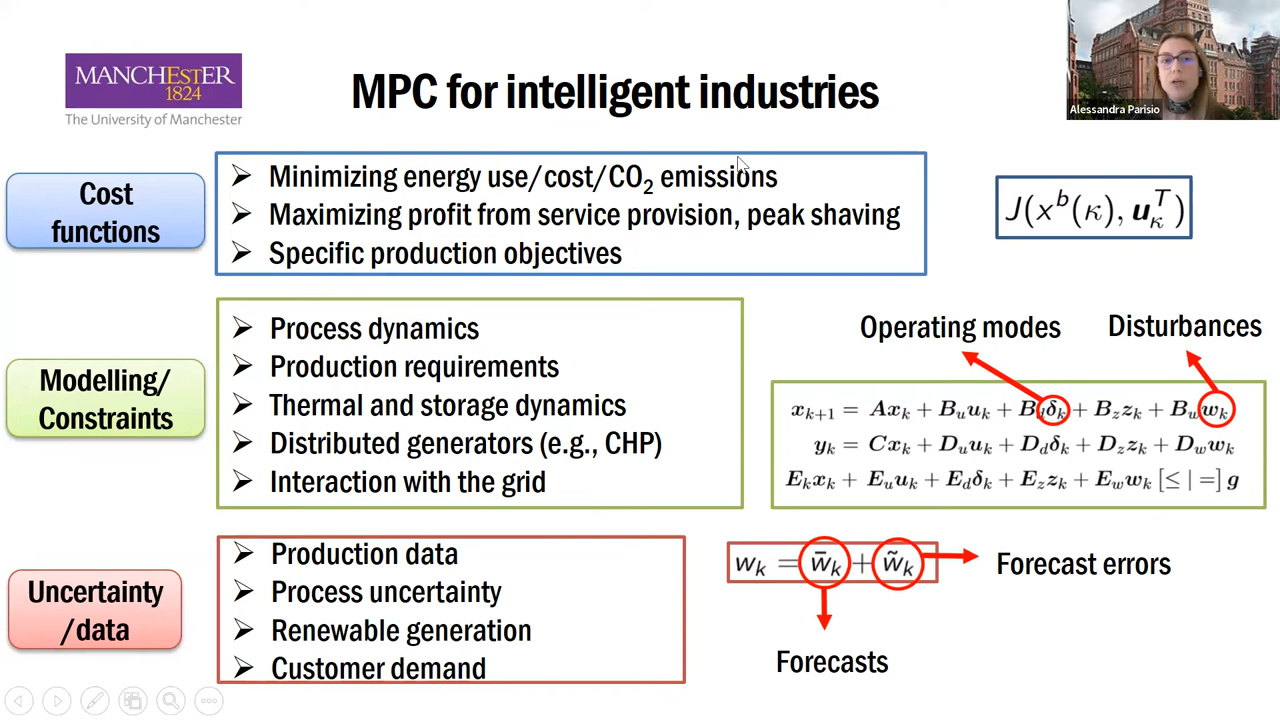 MANCHESTER
1824
The University of Manchester
MPC for intelligent industries
Alessandra Parisio
Cost
functions
Minimizing energy use/cost/CO₂ emissions
Maximizing profit from service provision, peak shaving
Specific production objectives
J(xᵇ(κ), u_κ^T)
Modelling/
Constraints
Process dynamics
Production requirements
Thermal and storage dynamics
Distributed generators (e.g., CHP)
Interaction with the grid
Operating modes
Disturbances
x_{k+1} = Ax_k + B_u u_k + B_d δ_k + B_z z_k + B_w w_k
y_k = Cx_k + D_u u_k + D_d δ_k + D_z z_k + D_w w_k
E_k x_k + E_u u_k + E_d δ_k + E_z z_k + E_w w_k [≤ | =] g
Uncertainty
/data
Production data
Process uncertainty
Renewable generation
Customer demand
w_k = w̄_k + w̃_k
Forecast errors
Forecasts